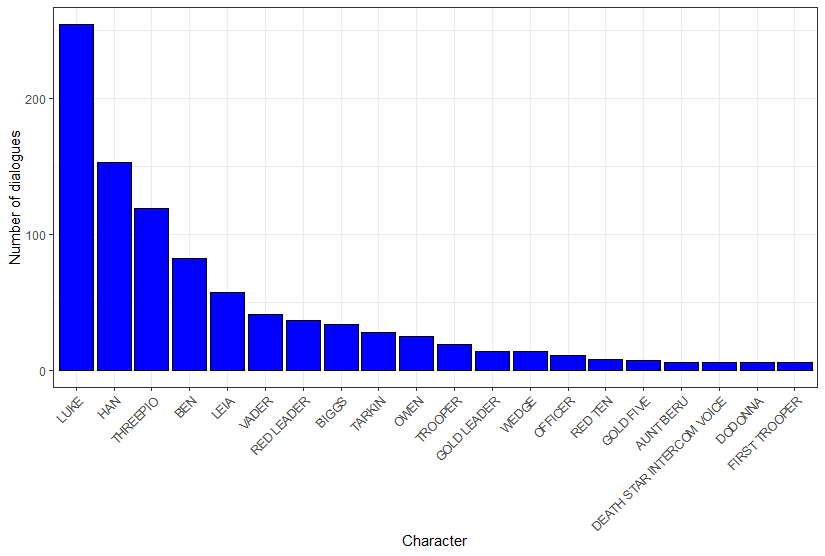 Number of dialogues
200
100
0
LUKE
HAN
THREEPIO
BEN
LEIA
VADER
RED LEADER
BIGGS
TARKIN
OWEN
TROOPER
GOLD LEADER
WEDGE
OFFICER
RED TEN
GOLD FIVE
AUNT BERU
DEATH STAR INTERCOM VOICE
DODONNA
FIRST TROOPER
Character